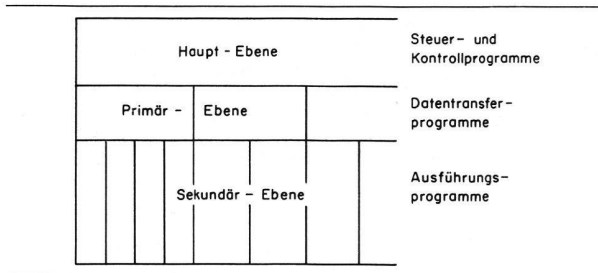 Haupt - Ebene
Steuer- und
Kontrollprogramme
Primär - Ebene
Datentransfer-
programme
Sekundär - Ebene
Ausführungs-
programme